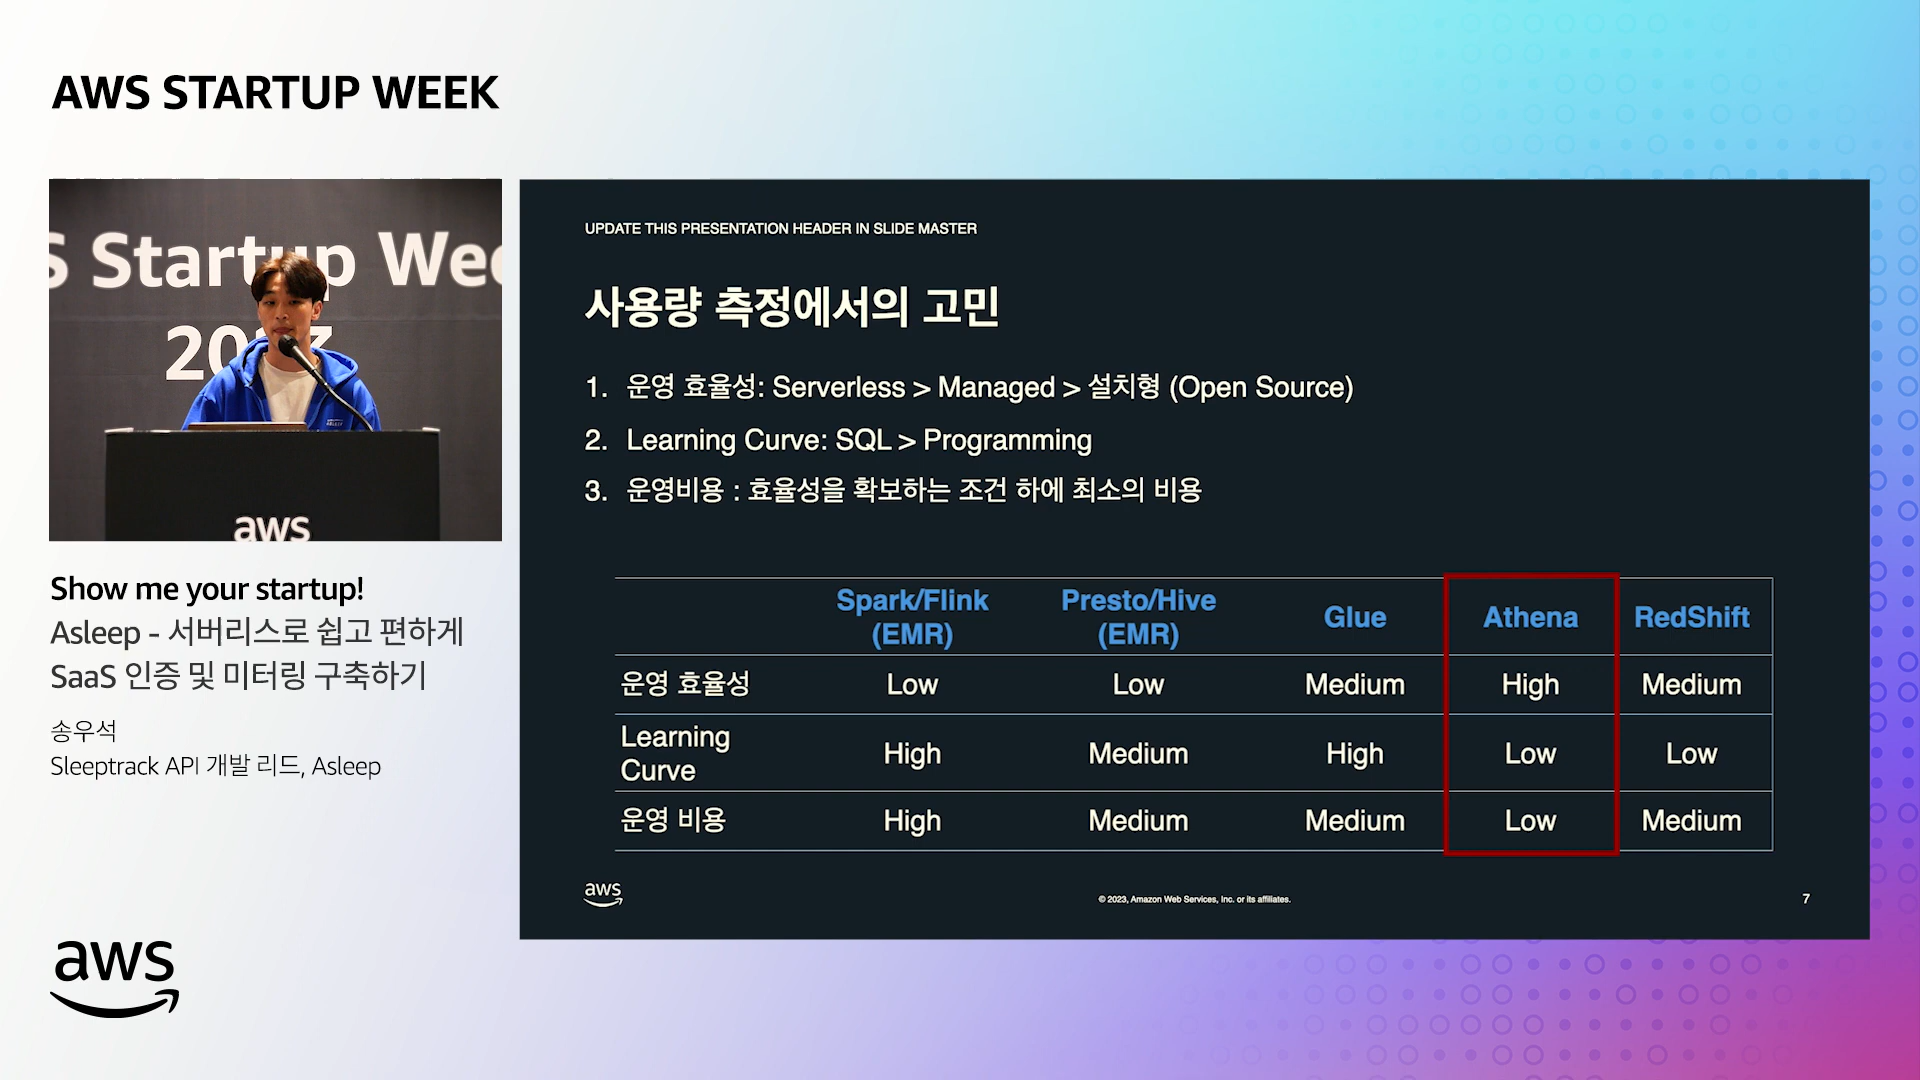 AWS STARTUP WEEK
S Startup Wee
aws
Show me your startup!
Asleep - 서버리스로 쉽고 편하게
SaaS 인증 및 미터링 구축하기
송우석
Sleeptrack API 개발 리드, Asleep
aws
UPDATE THIS PRESENTATION HEADER IN SLIDE MASTER
사용량 측정에서의 고민
1. 운영 효율성: Serverless > Managed > 설치형 (Open Source)
2. Learning Curve: SQL > Programming
3. 운영비용 : 효율성을 확보하는 조건 하에 최소의 비용
Spark/Flink (EMR) Presto/Hive (EMR) Glue Athena RedShift
운영 효율성 Low Low Medium High Medium
Learning Curve High Medium High Low Low
운영 비용 High Medium Medium Low Medium
aws
© 2023, Amazon Web Services, Inc. or its affiliates.
7